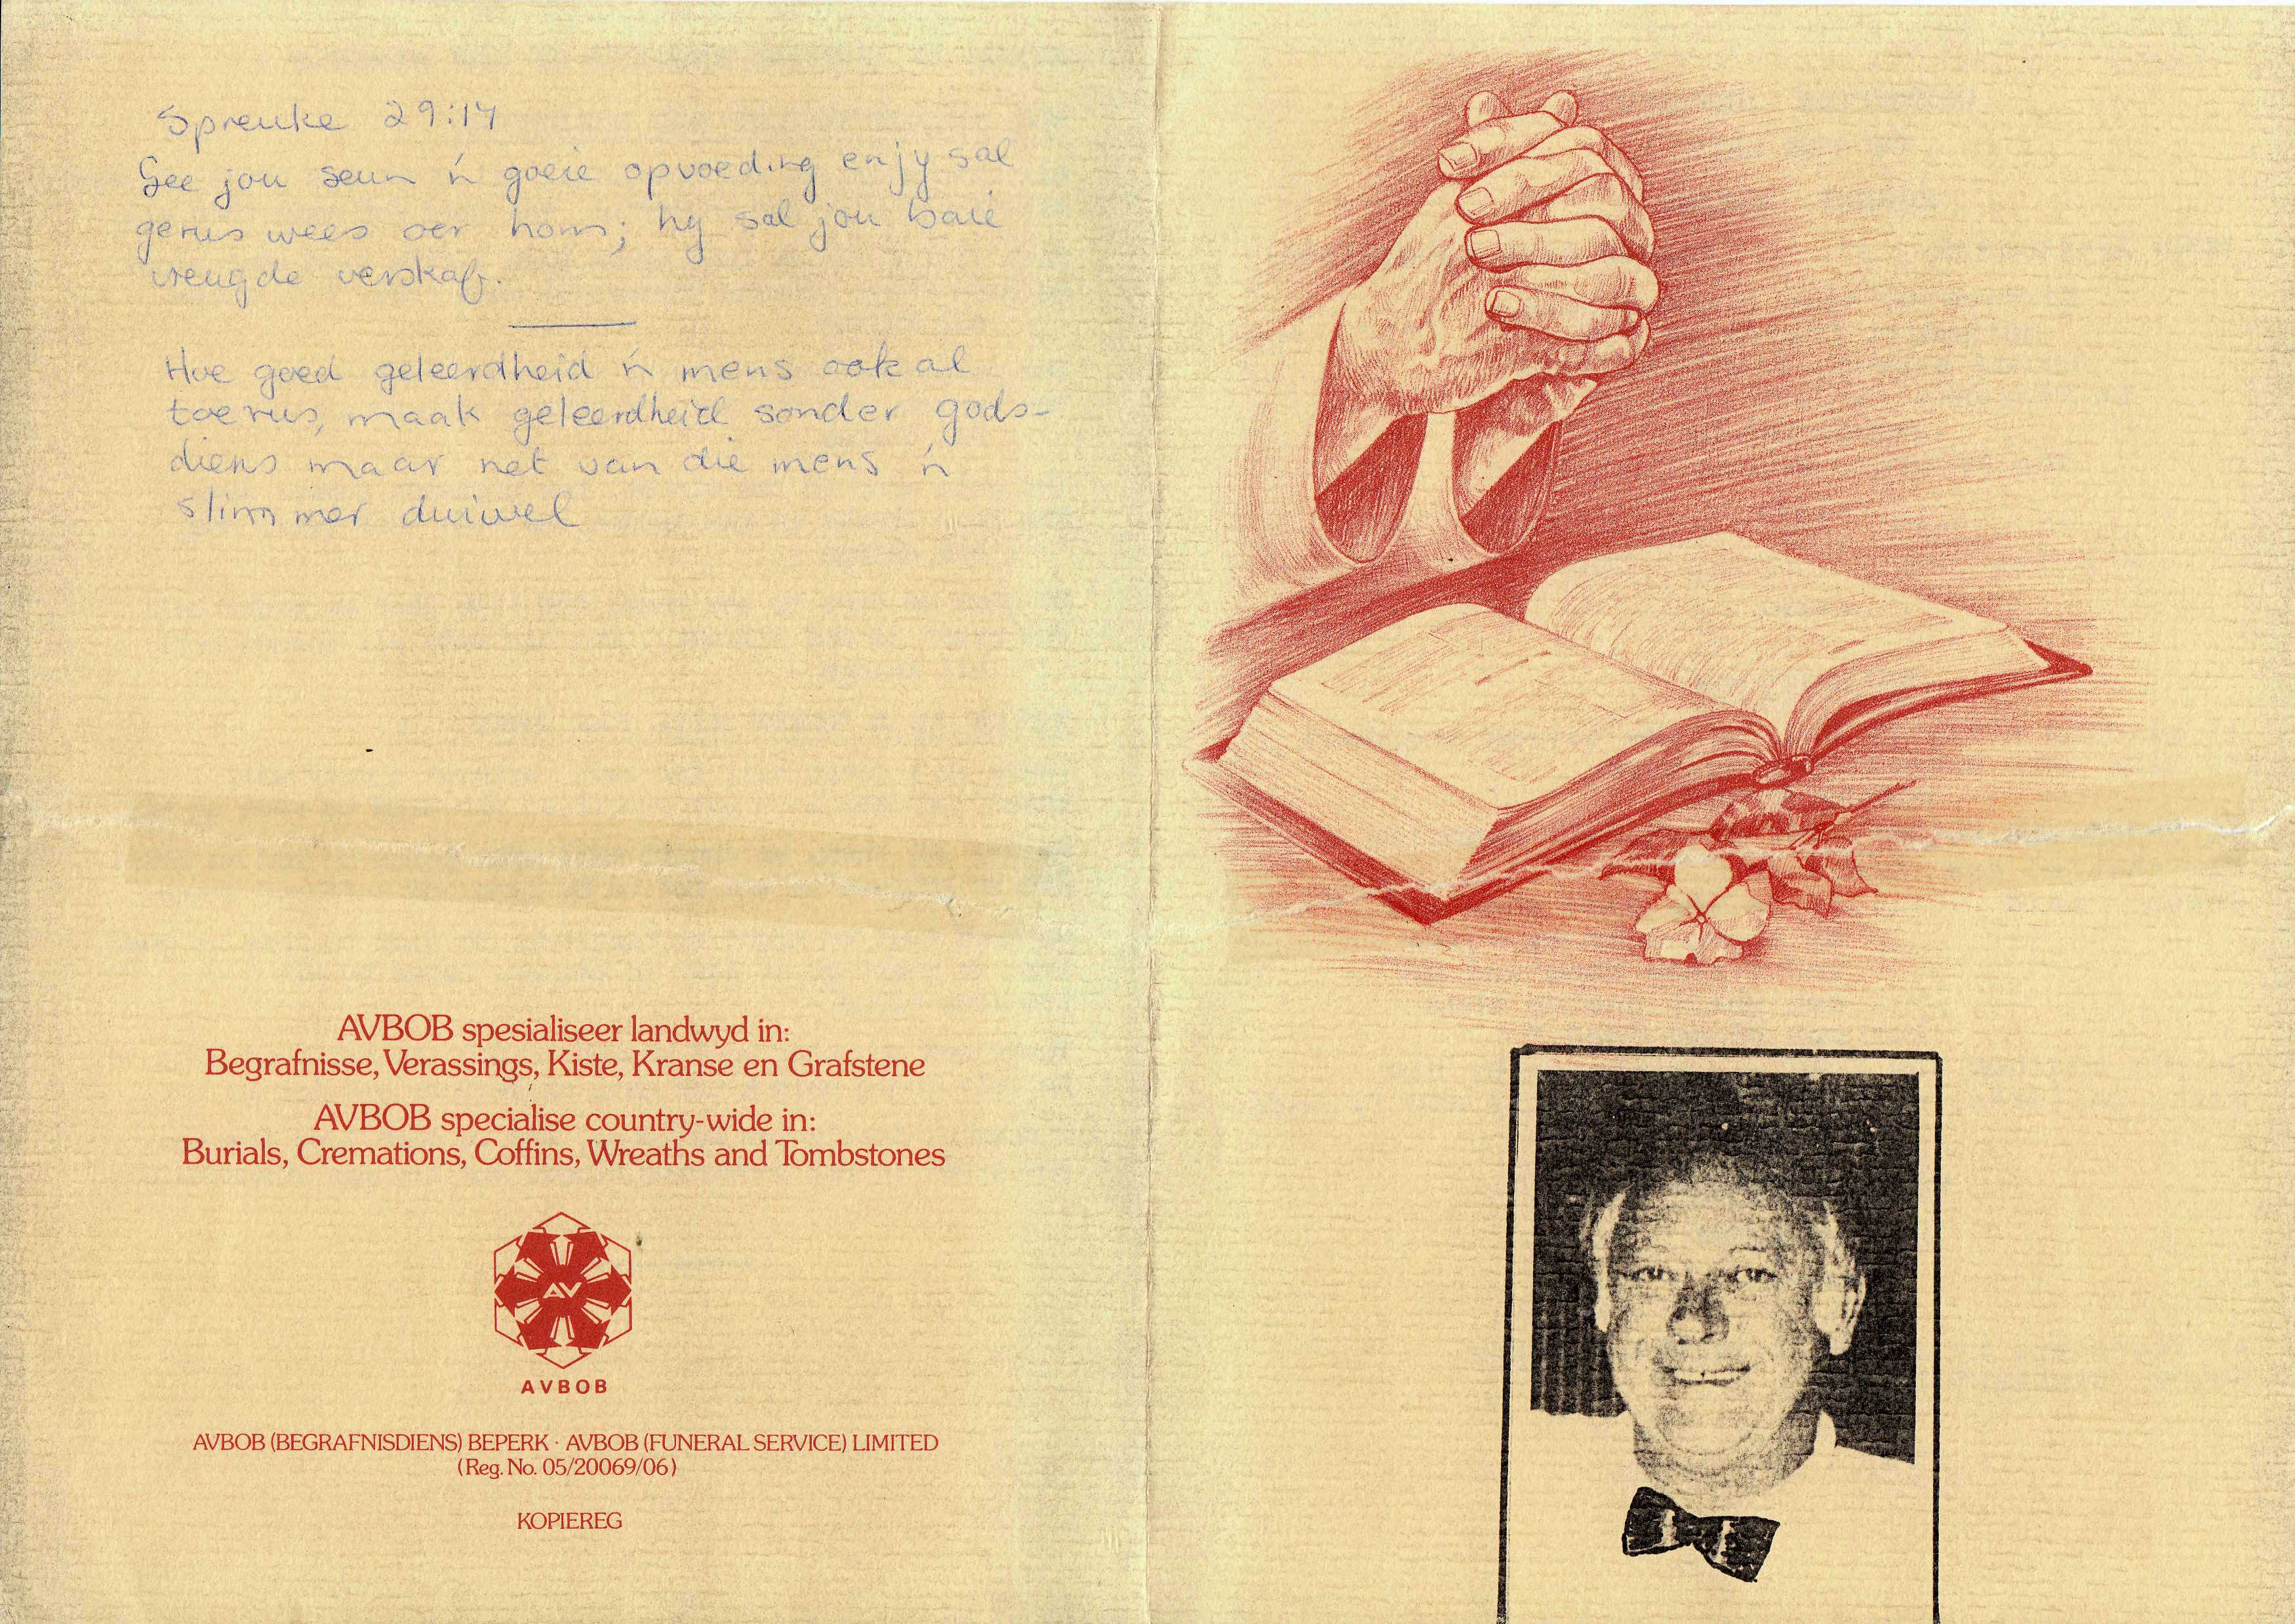 Spreuke 29:17
Gee jou seun 'n goeie opvoeding en jy sal
gerus wees oor hom; hy sal jou baie
vreugde verskaf.
Hoe goed geleerdheid 'n mens ook al
toerus, maak geleerdheid sonder gods-
diens maar net van die mens 'n
slimmer duiwel
AVBOB spesialiseer landwyd in:
Begrafnisse, Verassings, Kiste, Kranse en Grafstene
AVBOB specialise country-wide in:
Burials, Cremations, Coffins, Wreaths and Tombstones
AV
AVBOB
AVBOB (BEGRAFNISDIENS) BEPERK · AVBOB (FUNERAL SERVICE) LIMITED
(Reg. No. 05/20069/06)
KOPIEREG